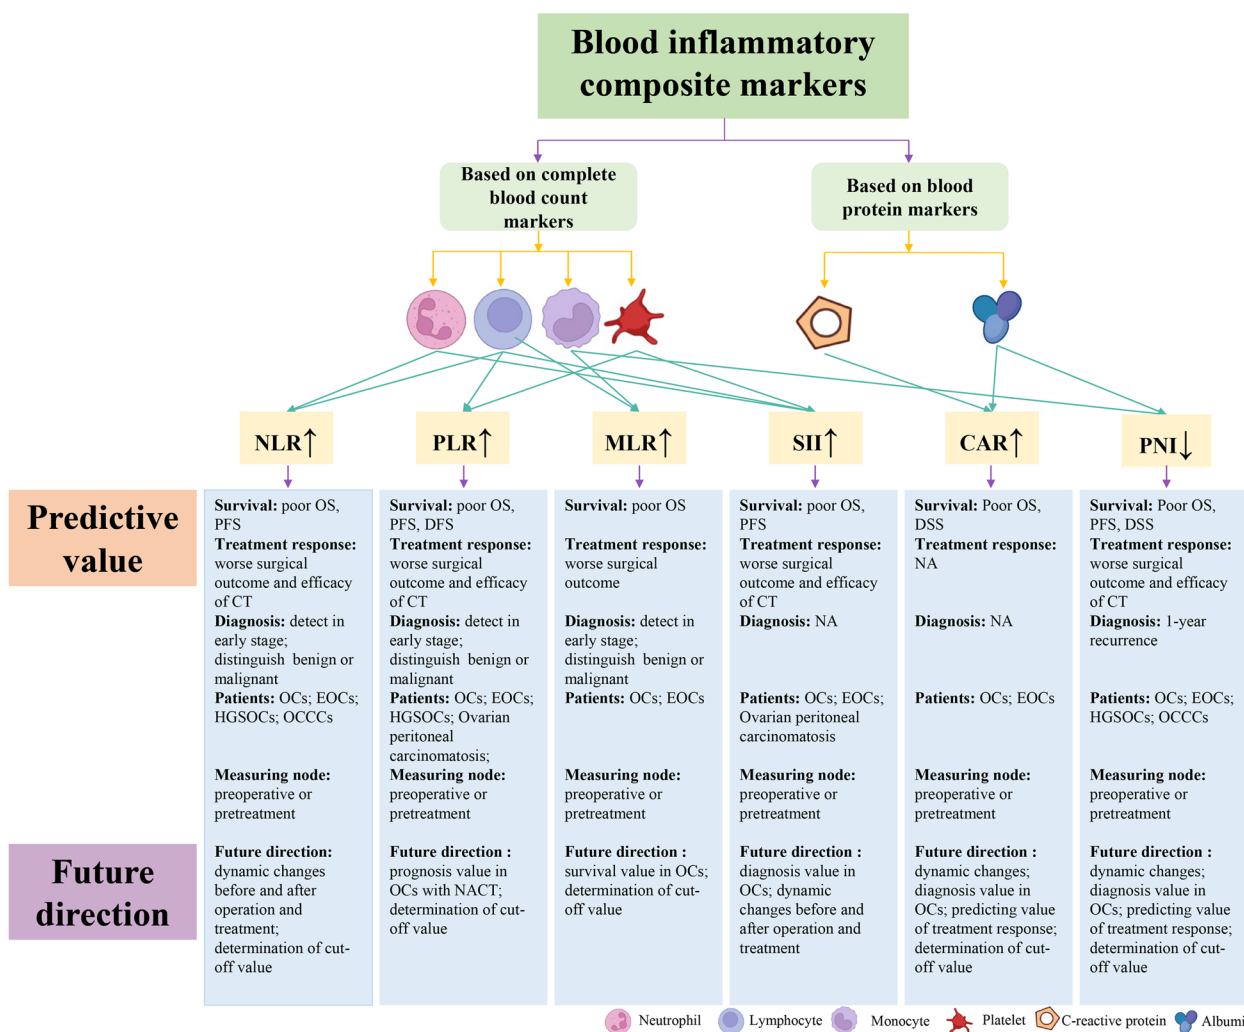 Blood inflammatory
composite markers
Based on complete
blood count
markers
Based on blood
protein markers
NLR↑
PLR↑
MLR↑
SII↑
CAR↑
PNI↓
Predictive
value
Survival: poor OS,
PFS
Treatment response:
worse surgical
outcome and efficacy
of CT
Diagnosis: detect in
early stage;
distinguish benign or
malignant
Patients: OCs; EOCs;
HGSOCs; OCCCs
Measuring node:
preoperative or
pretreatment
Future direction:
dynamic changes
before and after
operation and
treatment;
determination of cut-
off value
Survival: poor OS,
PFS, DFS
Treatment response:
worse surgical
outcome and efficacy
of CT
Diagnosis: detect in
early stage;
distinguish benign or
malignant
Patients: OCs; EOCs;
HGSOCs; Ovarian
peritoneal
carcinomatosis;
Measuring node:
preoperative or
pretreatment
Future direction :
prognosis value in
OCs with NACT;
determination of cut-
off value
Survival: poor OS
Treatment response:
worse surgical
outcome
Diagnosis: detect in
early stage;
distinguish benign or
malignant
Patients: OCs; EOCs
Measuring node:
preoperative or
pretreatment
Future direction :
survival value in OCs;
determination of cut-
off value
Survival: poor OS,
PFS
Treatment response:
worse surgical
outcome and efficacy
of CT
Diagnosis: NA
Patients: OCs; EOCs;
Ovarian peritoneal
carcinomatosis
Measuring node:
preoperative or
pretreatment
Future direction :
diagnosis value in
OCs; dynamic
changes before and
after operation and
treatment
Survival: Poor OS,
DSS
Treatment response:
NA
Diagnosis: NA
Patients: OCs; EOCs
Measuring node:
preoperative or
pretreatment
Future direction :
dynamic changes;
diagnosis value in
OCs; predicting value
of treatment response;
determination of cut-
off value
Survival: Poor OS,
PFS, DSS
Treatment response:
worse surgical
outcome and efficacy
of CT
Diagnosis: 1-year
recurrence
Patients: OCs; EOCs;
HGSOCs; OCCCs
Measuring node:
preoperative or
pretreatment
Future direction :
dynamic changes;
diagnosis value in
OCs; predicting value
of treatment response;
determination of cut-
off value
Future
direction
Neutrophil
Lymphocyte
Monocyte
Platelet
C-reactive protein
Albumi